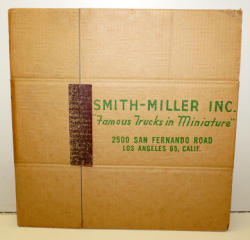 SMITH-MILLER INC.
"Famous Trucks in Miniature"
2500 SAN FERNANDO ROAD
LOS ANGELES 65, CALIF.